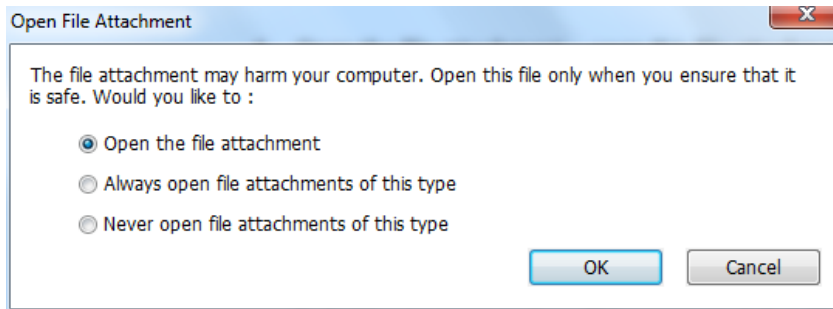 Open File Attachment
The file attachment may harm your computer. Open this file only when you ensure that it
is safe. Would you like to :
Open the file attachment
Always open file attachments of this type
Never open file attachments of this type
OK Cancel